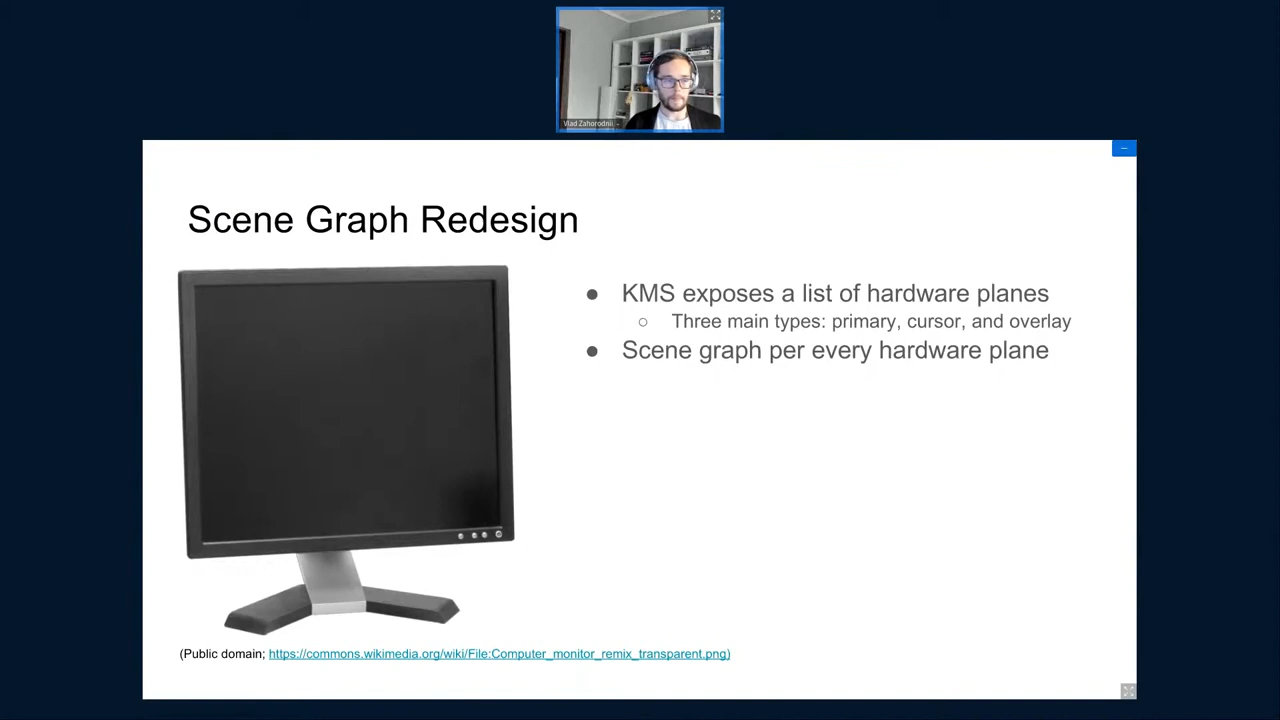 Vlad Zahorodnii
Scene Graph Redesign
● KMS exposes a list of hardware planes
○ Three main types: primary, cursor, and overlay
● Scene graph per every hardware plane
(Public domain; https://commons.wikimedia.org/wiki/File:Computer_monitor_remix_transparent.png)